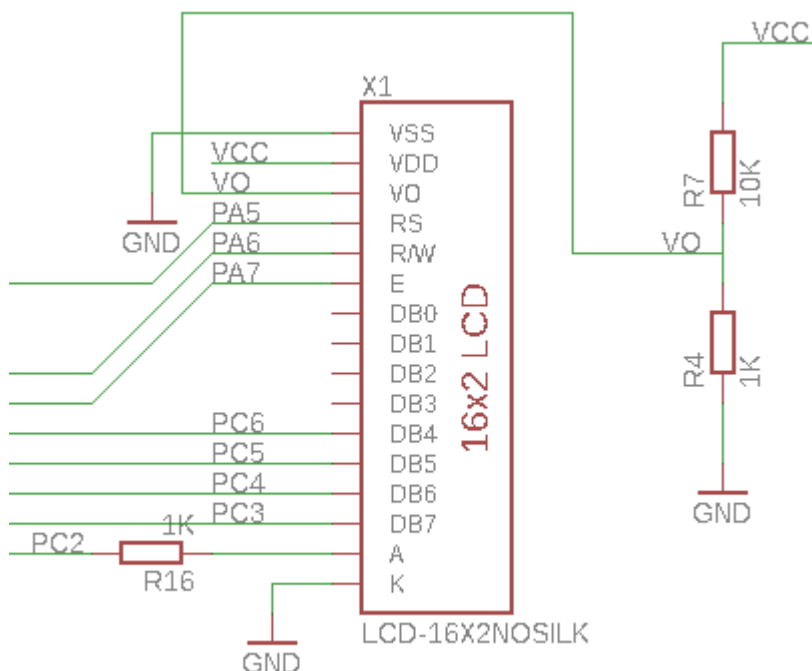 VCC
X1
VSS
VCC
VDD
VO
VO
PA5
RS
GND
PA6
R/W
VO
PA7
E
DB0
DB1
DB2
DB3
PC6
DB4
PC5
DB5
PC4
DB6
PC3
DB7
1K
PC2
A
R16
K
GND
16x2 LCD
LCD-16X2NOSILK
R7
10K
R4
1K
GND